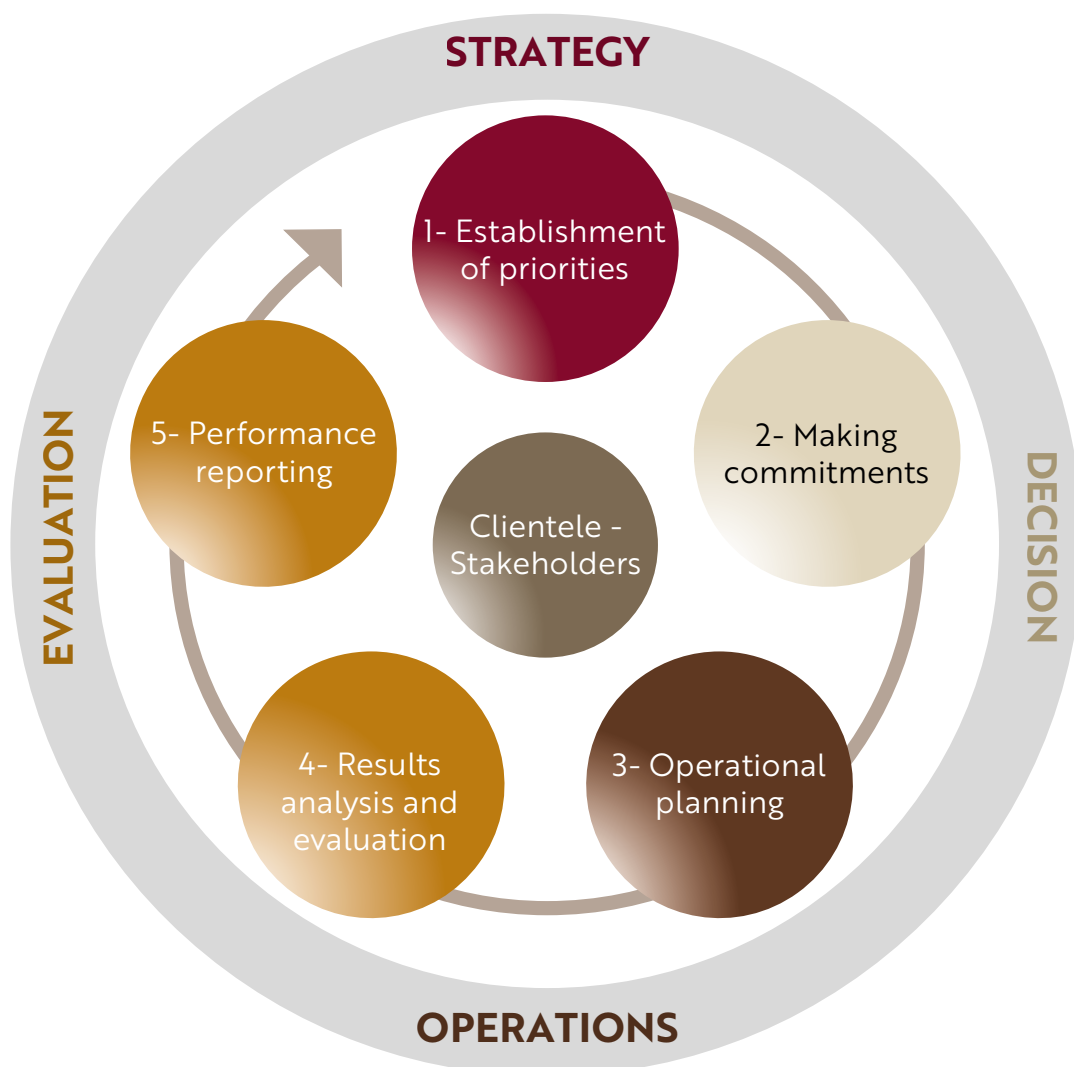 STRATEGY
1- Establishment
of priorities
2- Making
commitments
DECISION
3- Operational
planning
OPERATIONS
4- Results
analysis and
evaluation
5- Performance
reporting
EVALUATION
Clientele -
Stakeholders